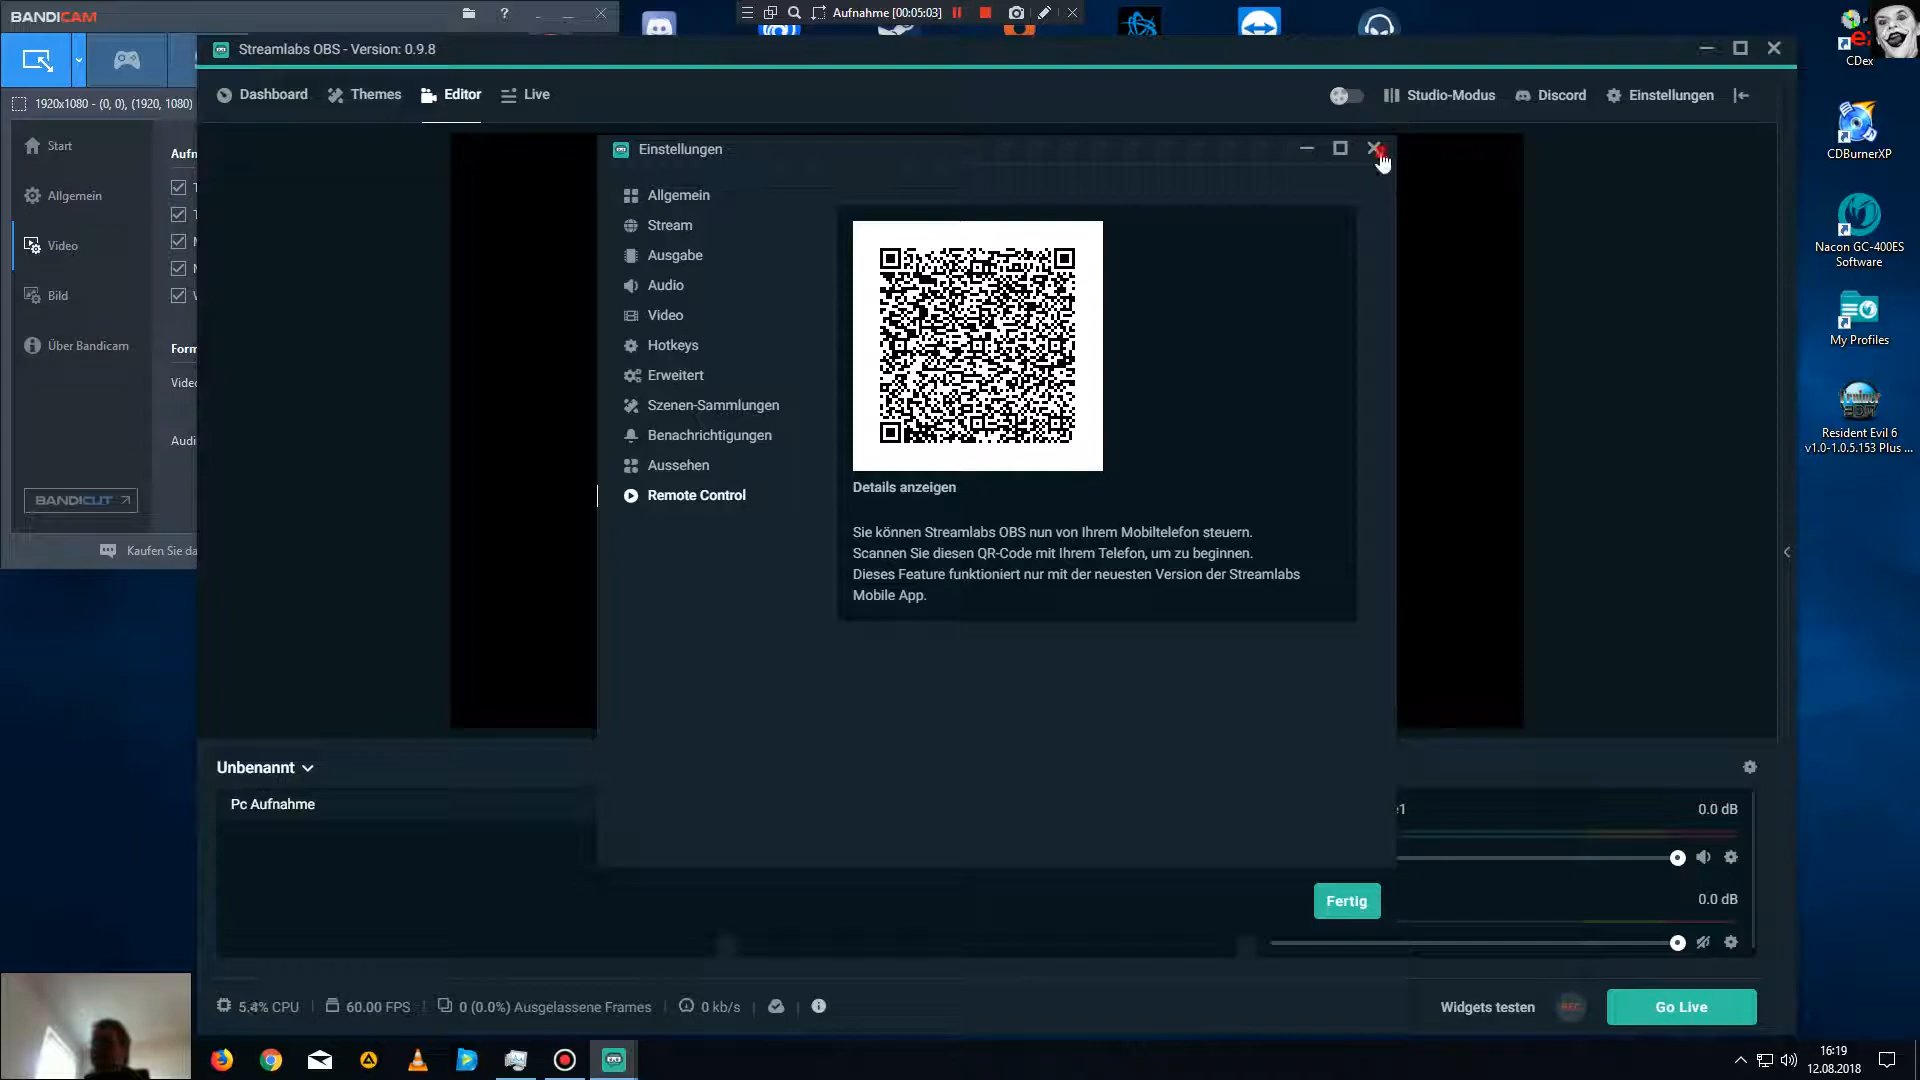 BANDICAM
?
Aufnahme [00:05:03]
Streamlabs OBS - Version: 0.9.8
1920x1080 - (0, 0), (1920, 1080)
Start
Allgemein
Video
Bild
Über Bandicam
BANDICUT
Kaufen Sie da
Aufn
Form
Vide
Audi
Dashboard
Themes
Editor
Live
Studio-Modus
Discord
Einstellungen
Einstellungen
Allgemein
Stream
Ausgabe
Audio
Video
Hotkeys
Erweitert
Szenen-Sammlungen
Benachrichtigungen
Aussehen
Remote Control
Details anzeigen
Sie können Streamlabs OBS nun von Ihrem Mobiltelefon steuern.
Scannen Sie diesen QR-Code mit Ihrem Telefon, um zu beginnen.
Dieses Feature funktioniert nur mit der neuesten Version der Streamlabs
Mobile App.
Fertig
Unbenannt
Pc Aufnahme
0.0 dB
0.0 dB
5.4% CPU
60.00 FPS
0 (0.0%) Ausgelassene Frames
0 kb/s
Widgets testen
REC
Go Live
CDex
CDBurnerXP
Nacon GC-400ES
Software
My Profiles
Resident Evil 6
v1.0-1.0.5.153 Plus ...
16:19
12.08.2018